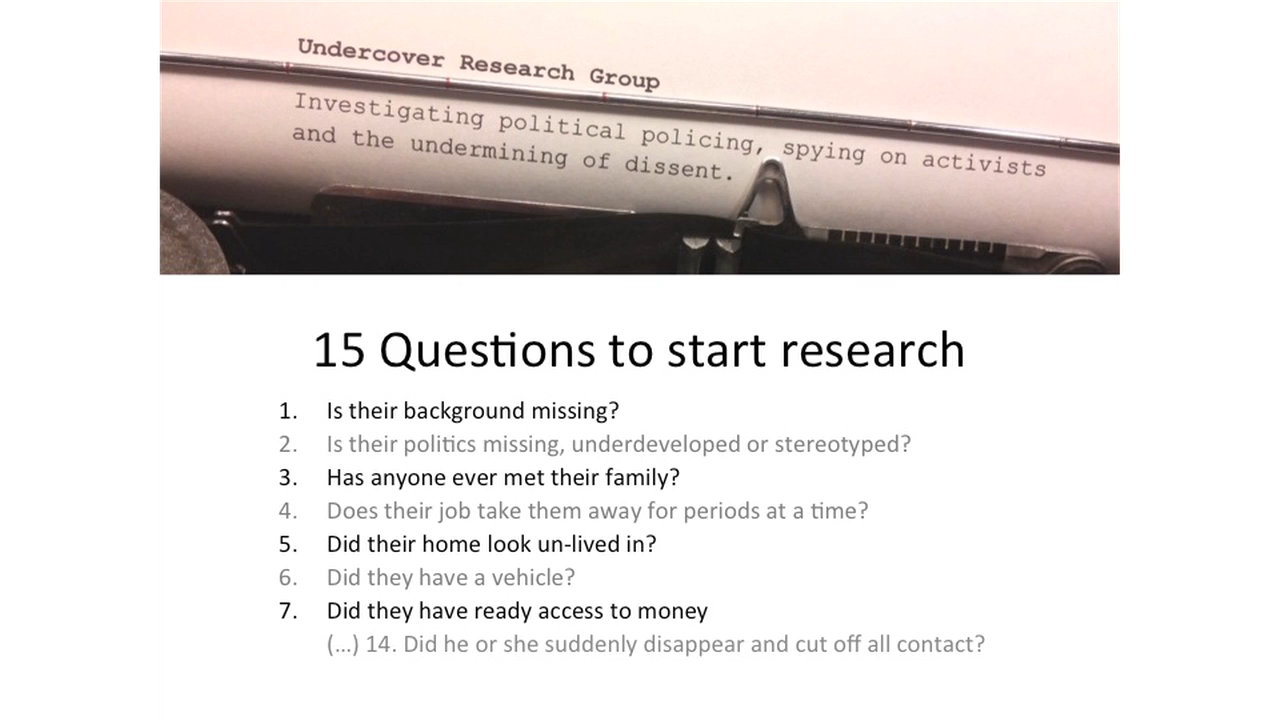 Undercover Research Group
Investigating political policing, spying on activists
and the undermining of dissent.
15 Questions to start research
1. Is their background missing?
2. Is their politics missing, underdeveloped or stereotyped?
3. Has anyone ever met their family?
4. Does their job take them away for periods at a time?
5. Did their home look un-lived in?
6. Did they have a vehicle?
7. Did they have ready access to money
(...) 14. Did he or she suddenly disappear and cut off all contact?